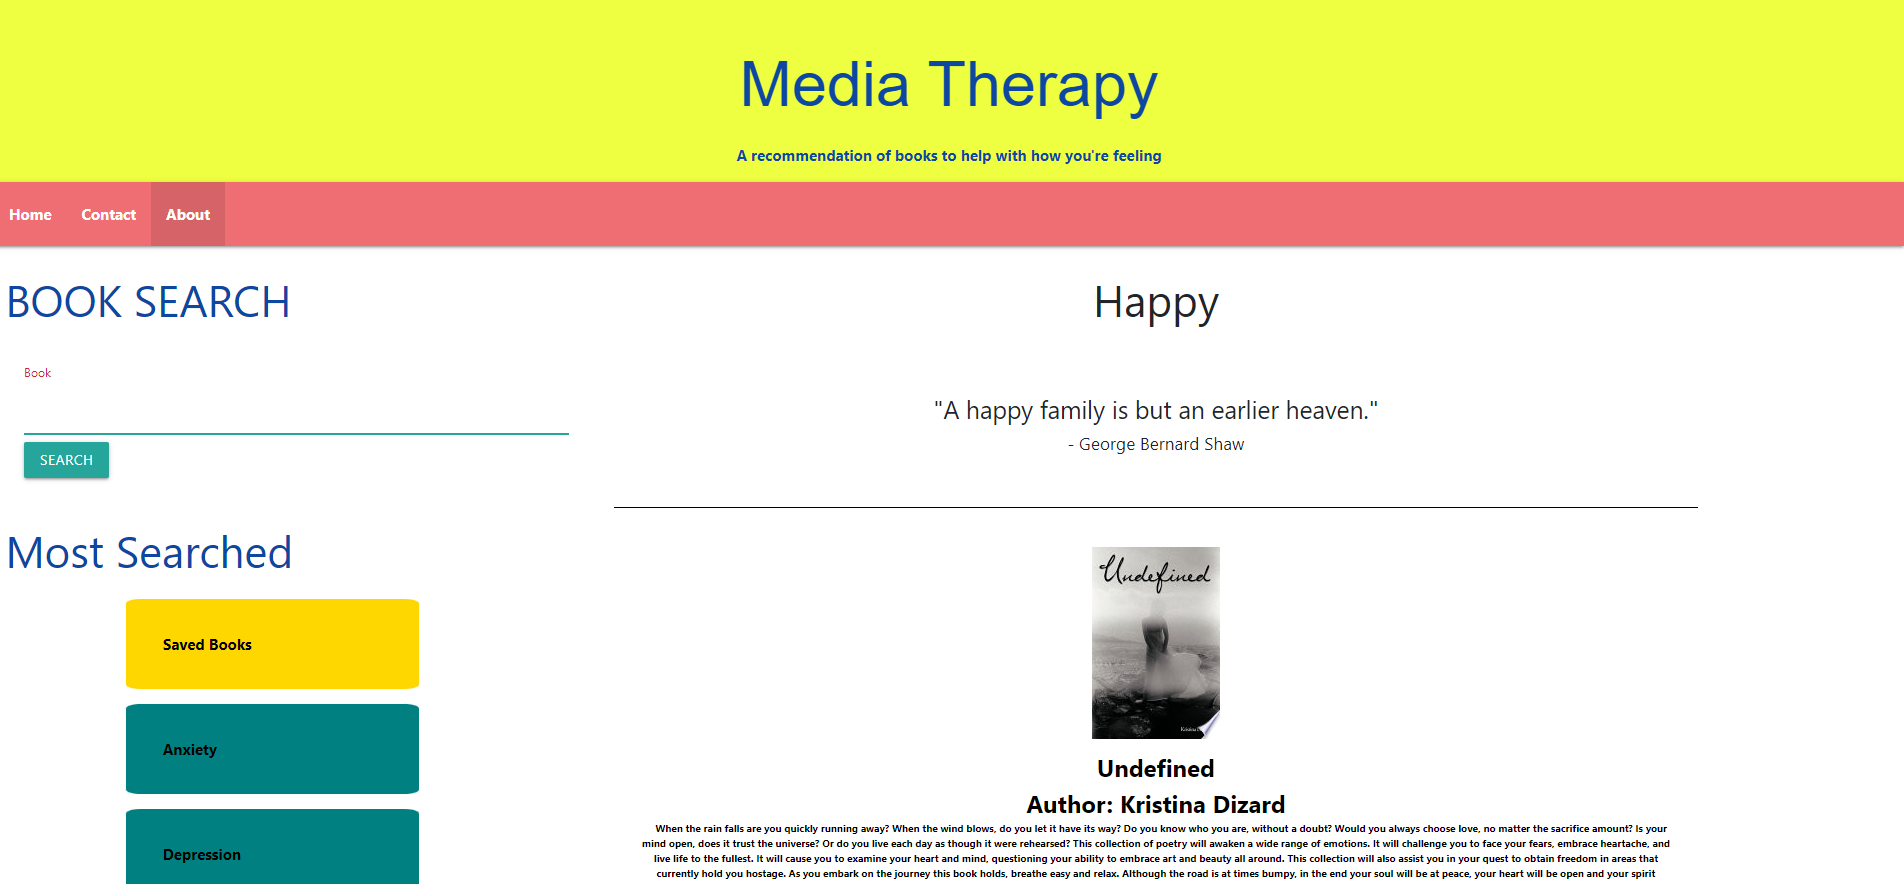 Media Therapy
A recommendation of books to help with how you're feeling
Home
Contact
About
BOOK SEARCH
Book
SEARCH
Most Searched
Saved Books
Anxiety
Depression
Happy
"A happy family is but an earlier heaven."
- George Bernard Shaw
Undefined
Undefined
Author: Kristina Dizard
When the rain falls are you quickly running away? When the wind blows, do you let it have its way? Do you know who you are, without a doubt? Would you always choose love, no matter the sacrifice amount? Is your
mind open, does it trust the universe? Or do you live each day as though it were rehearsed? This collection of poetry will awaken a wide range of emotions. It will challenge you to face your fears, embrace heartache, and
live life to the fullest. It will cause you to examine your heart and mind, questioning your ability to embrace art and beauty all around. This collection will also assist you in your quest to obtain freedom in areas that
currently hold you hostage. As you embark on the journey this book holds, breathe easy and relax. Although the road is at times bumpy, in the end your soul will be at peace, your heart will be open and your spirit